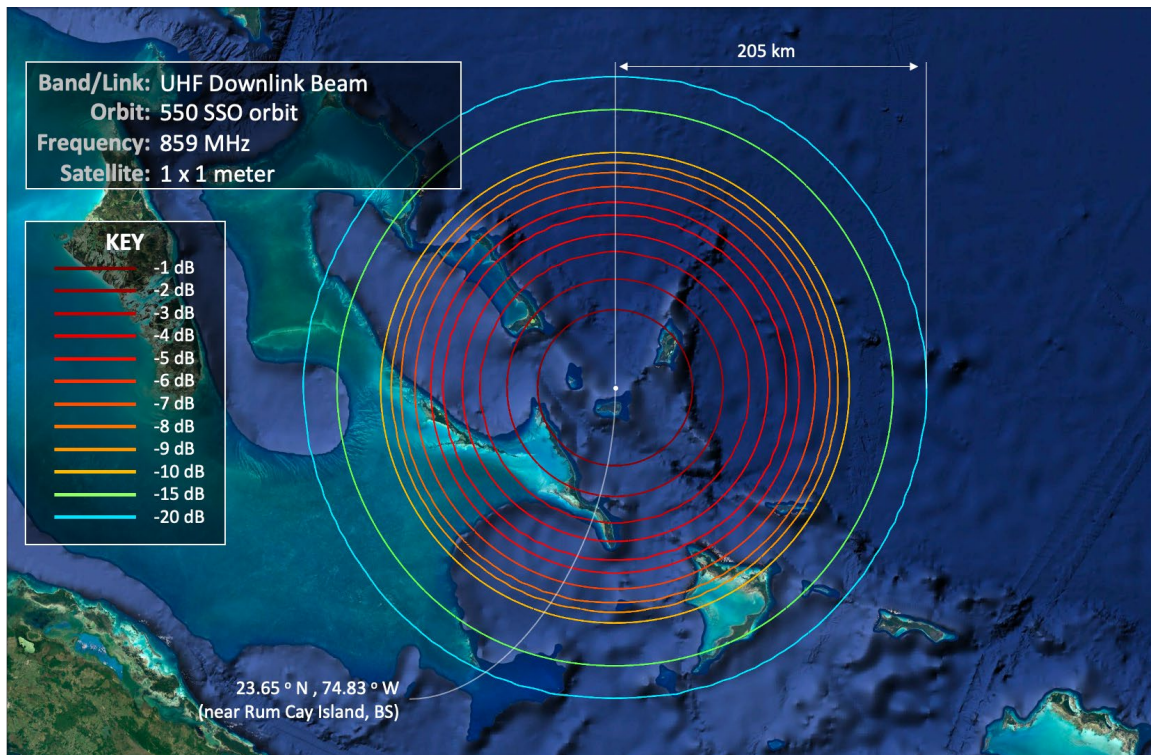 205 km
Band/Link: UHF Downlink Beam
Orbit: 550 SSO orbit
Frequency: 859 MHz
Satellite: 1 x 1 meter
KEY
-1 dB
-2 dB
-3 dB
-4 dB
-5 dB
-6 dB
-7 dB
-8 dB
-9 dB
-10 dB
-15 dB
-20 dB
23.65 º N , 74.83 º W
(near Rum Cay Island, BS)